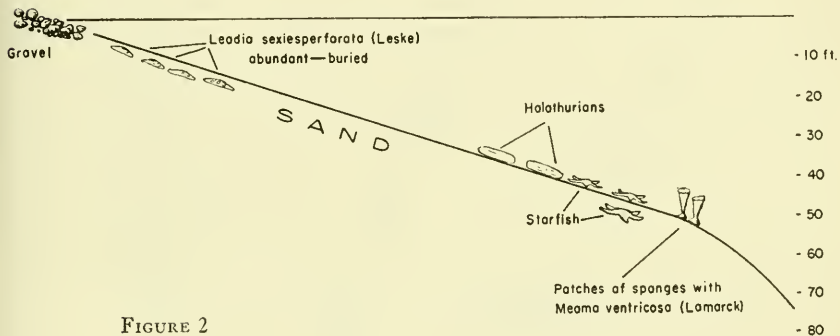 Gravel
Leodia sexiesperforata (Leske)
abundant—buried
SAND
Holothurians
Starfish
Patches of sponges with
Meoma ventricosa (Lamarck)
- 10 ft.
- 20
- 30
- 40
- 50
- 60
- 70
- 80
FIGURE 2